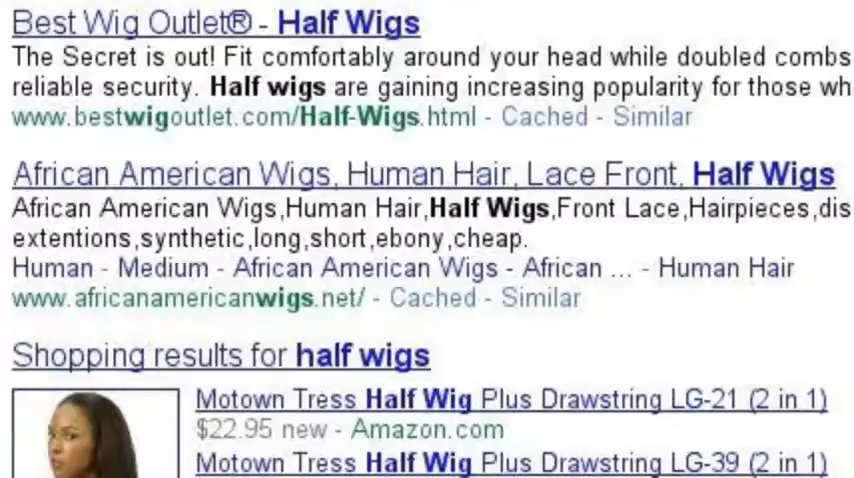 Best Wig Outlet® - Half Wigs
The Secret is out! Fit comfortably around your head while doubled combs
reliable security. Half wigs are gaining increasing popularity for those wh
www.bestwigoutlet.com/Half-Wigs.html - Cached - Similar
African American Wigs, Human Hair, Lace Front, Half Wigs
African American Wigs,Human Hair,Half Wigs,Front Lace,Hairpieces,dis
extentions,synthetic,long,short,ebony,cheap.
Human - Medium - African American Wigs - African ... - Human Hair
www.africanamericanwigs.net/ - Cached - Similar
Shopping results for half wigs
Motown Tress Half Wig Plus Drawstring LG-21 (2 in 1)
$22.95 new - Amazon.com
Motown Tress Half Wig Plus Drawstring LG-39 (2 in 1)